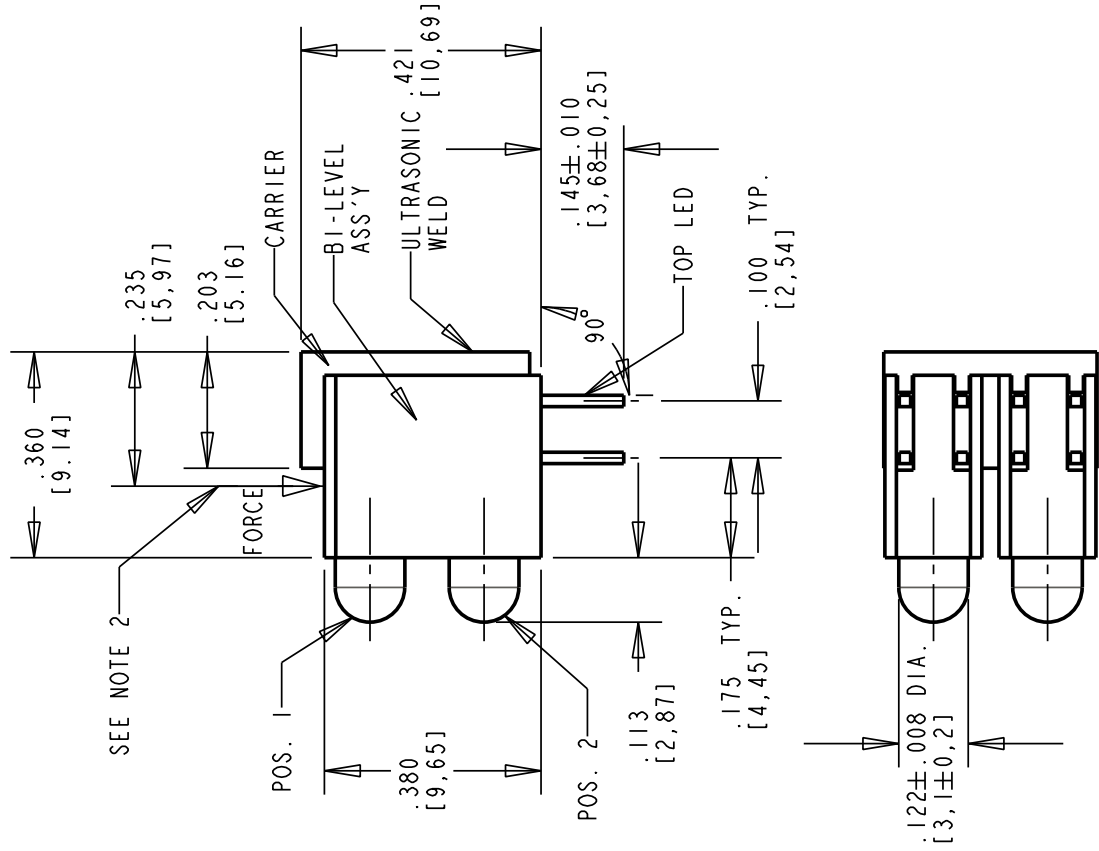 .421
[10,69]
.145±.010
[3,68±0,25]
.100 TYP.
[2,54]
CARRIER
BI-LEVEL
ASS'Y
ULTRASONIC
WELD
TOP LED
90°
.235
[5,97]
.203
[5.16]
.360
[9.14]
FORCE
SEE NOTE 2
POS. 1
POS. 2
.380
[9,65]
.113
[2,87]
.175 TYP.
[4,45]
.122±.008 DIA.
[3,1±0,2]